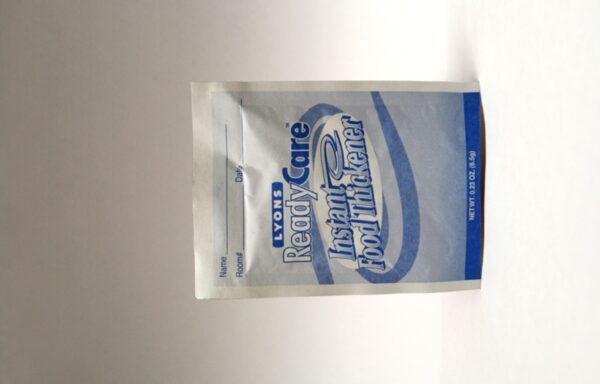 Name
Room# Date
LYONS
ReadyCare™
Instant
Food Thickener
NET WT. 0.23 OZ. (6.5g)